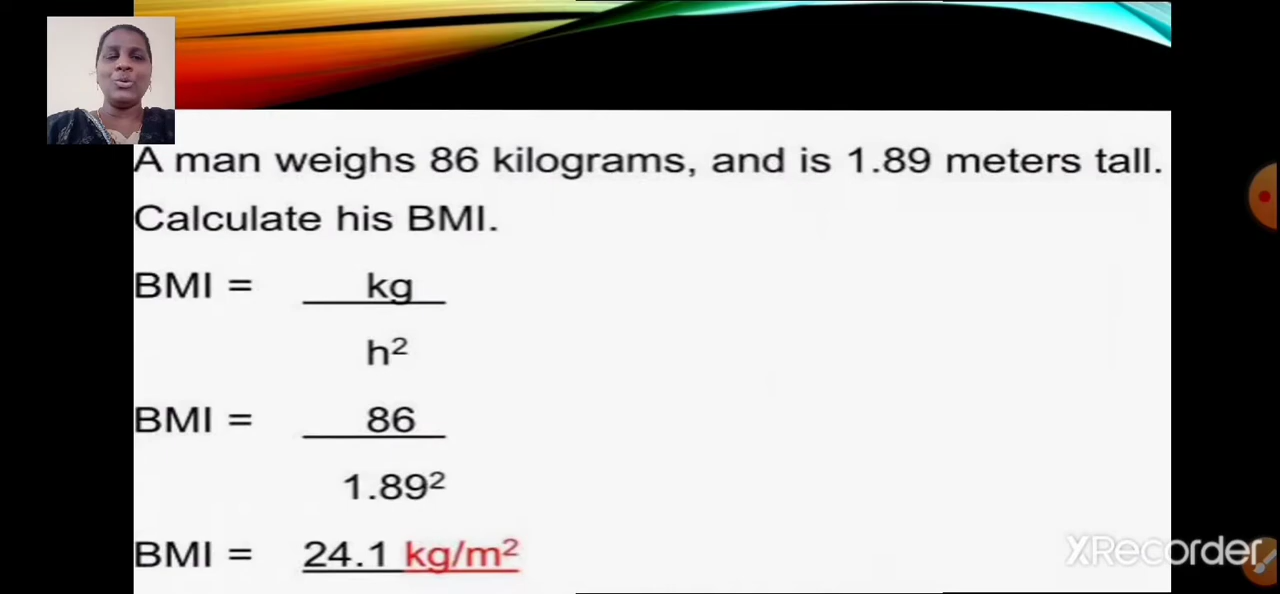 A man weighs 86 kilograms, and is 1.89 meters tall.
Calculate his BMI.
BMI = kg
h²
BMI = 86
1.89²
BMI = 24.1 kg/m²
XRecorder